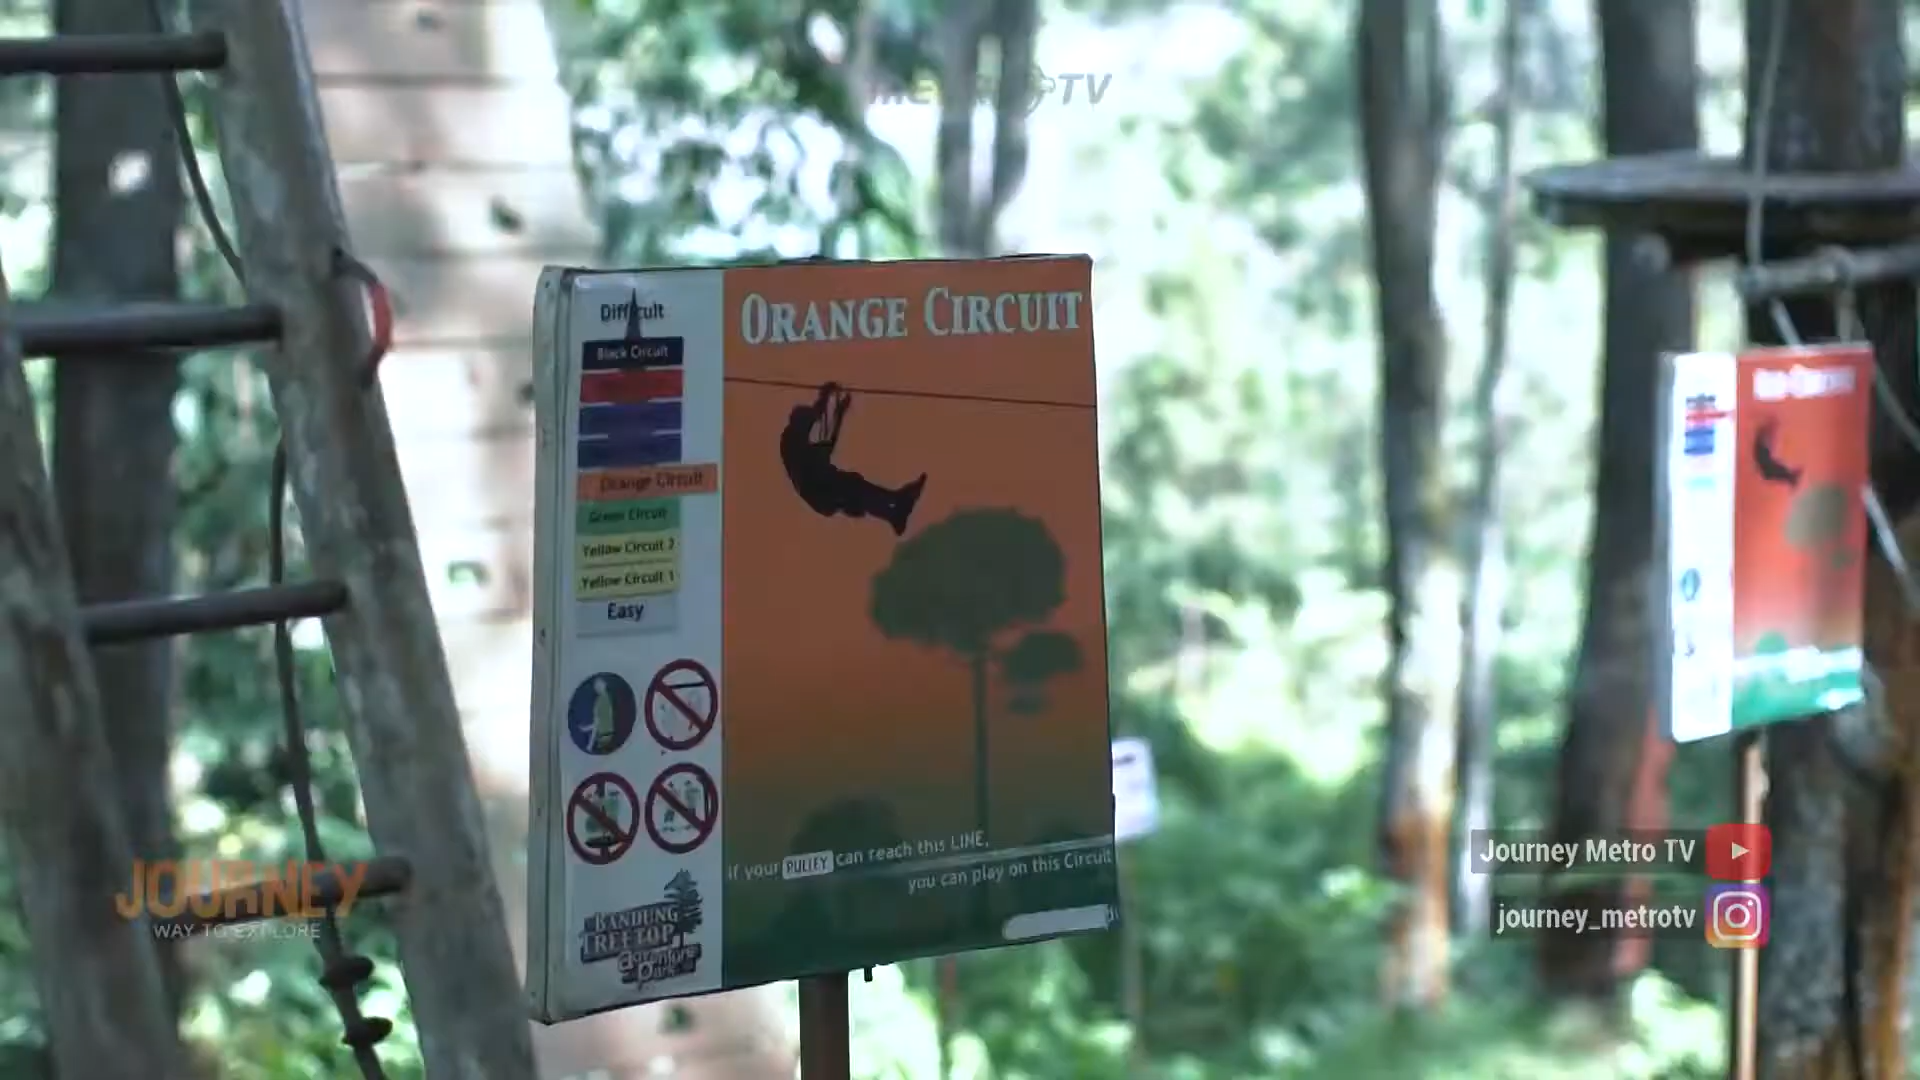 TV
Difficult
Black Circuit
Orange Circuit
Green Circuit
Yellow Circuit 2
Yellow Circuit 1
Easy
ORANGE CIRCUIT
If your PULLEY can reach this LINE,
you can play on this Circuit
BANDUNG
TREETOP
adventure
Park
JOURNEY
WAY TO EXPLORE
Journey Metro TV
journey_metrotv